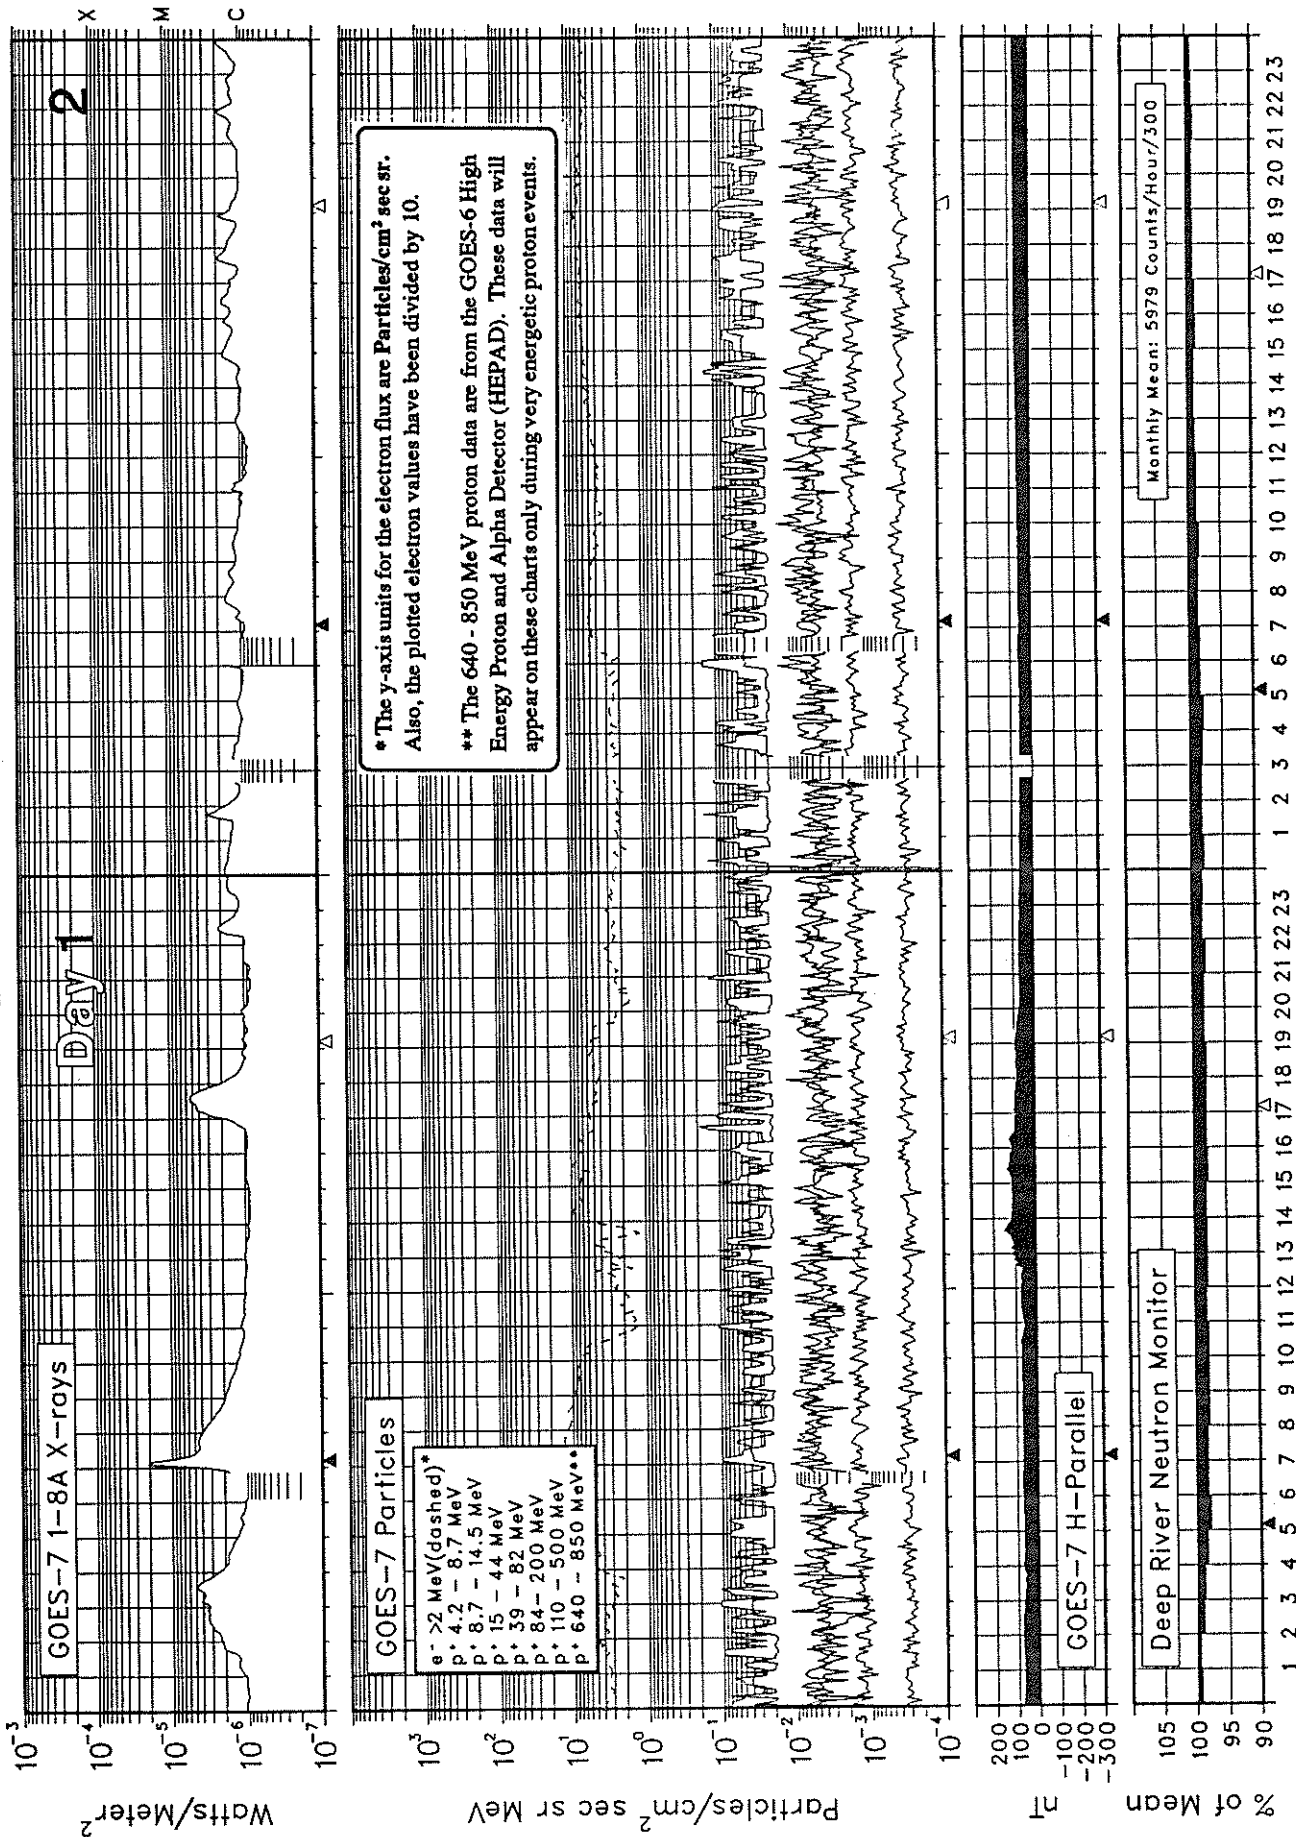 Day 1
2
X
M
C
GOES-7 1-8A X-rays
10⁻³
10⁻⁴
10⁻⁵
10⁻⁶
10⁻⁷
Watts/Meter²
* The y-axis units for the electron flux are Particles/cm² sec sr.
Also, the plotted electron values have been divided by 10.
** The 640 - 850 MeV proton data are from the GOES-6 High
Energy Proton and Alpha Detector (HEPAD). These data will
appear on these charts only during very energetic proton events.
GOES-7 Particles
e⁻ >2 MeV(dashed)*
p⁺ 4.2 - 8.7 MeV
p⁺ 8.7 - 14.5 MeV
p⁺ 15 - 44 MeV
p⁺ 39 - 82 MeV
p⁺ 84 - 200 MeV
p⁺ 110 - 500 MeV
p⁺ 640 - 850 MeV**
10³
10²
10¹
10⁰
10⁻¹
10⁻²
10⁻³
10⁻⁴
Particles/cm² sec sr MeV
GOES-7 H-Parallel
200
100
0
-100
-200
-300
nT
Monthly Mean: 5979 Counts/Hour/300
Deep River Neutron Monitor
105
100
95
90
% of Mean
1 2 3 4 5 6 7 8 9 10 11 12 13 14 15 16 17 18 19 20 21 22 23 1 2 3 4 5 6 7 8 9 10 11 12 13 14 15 16 17 18 19 20 21 22 23